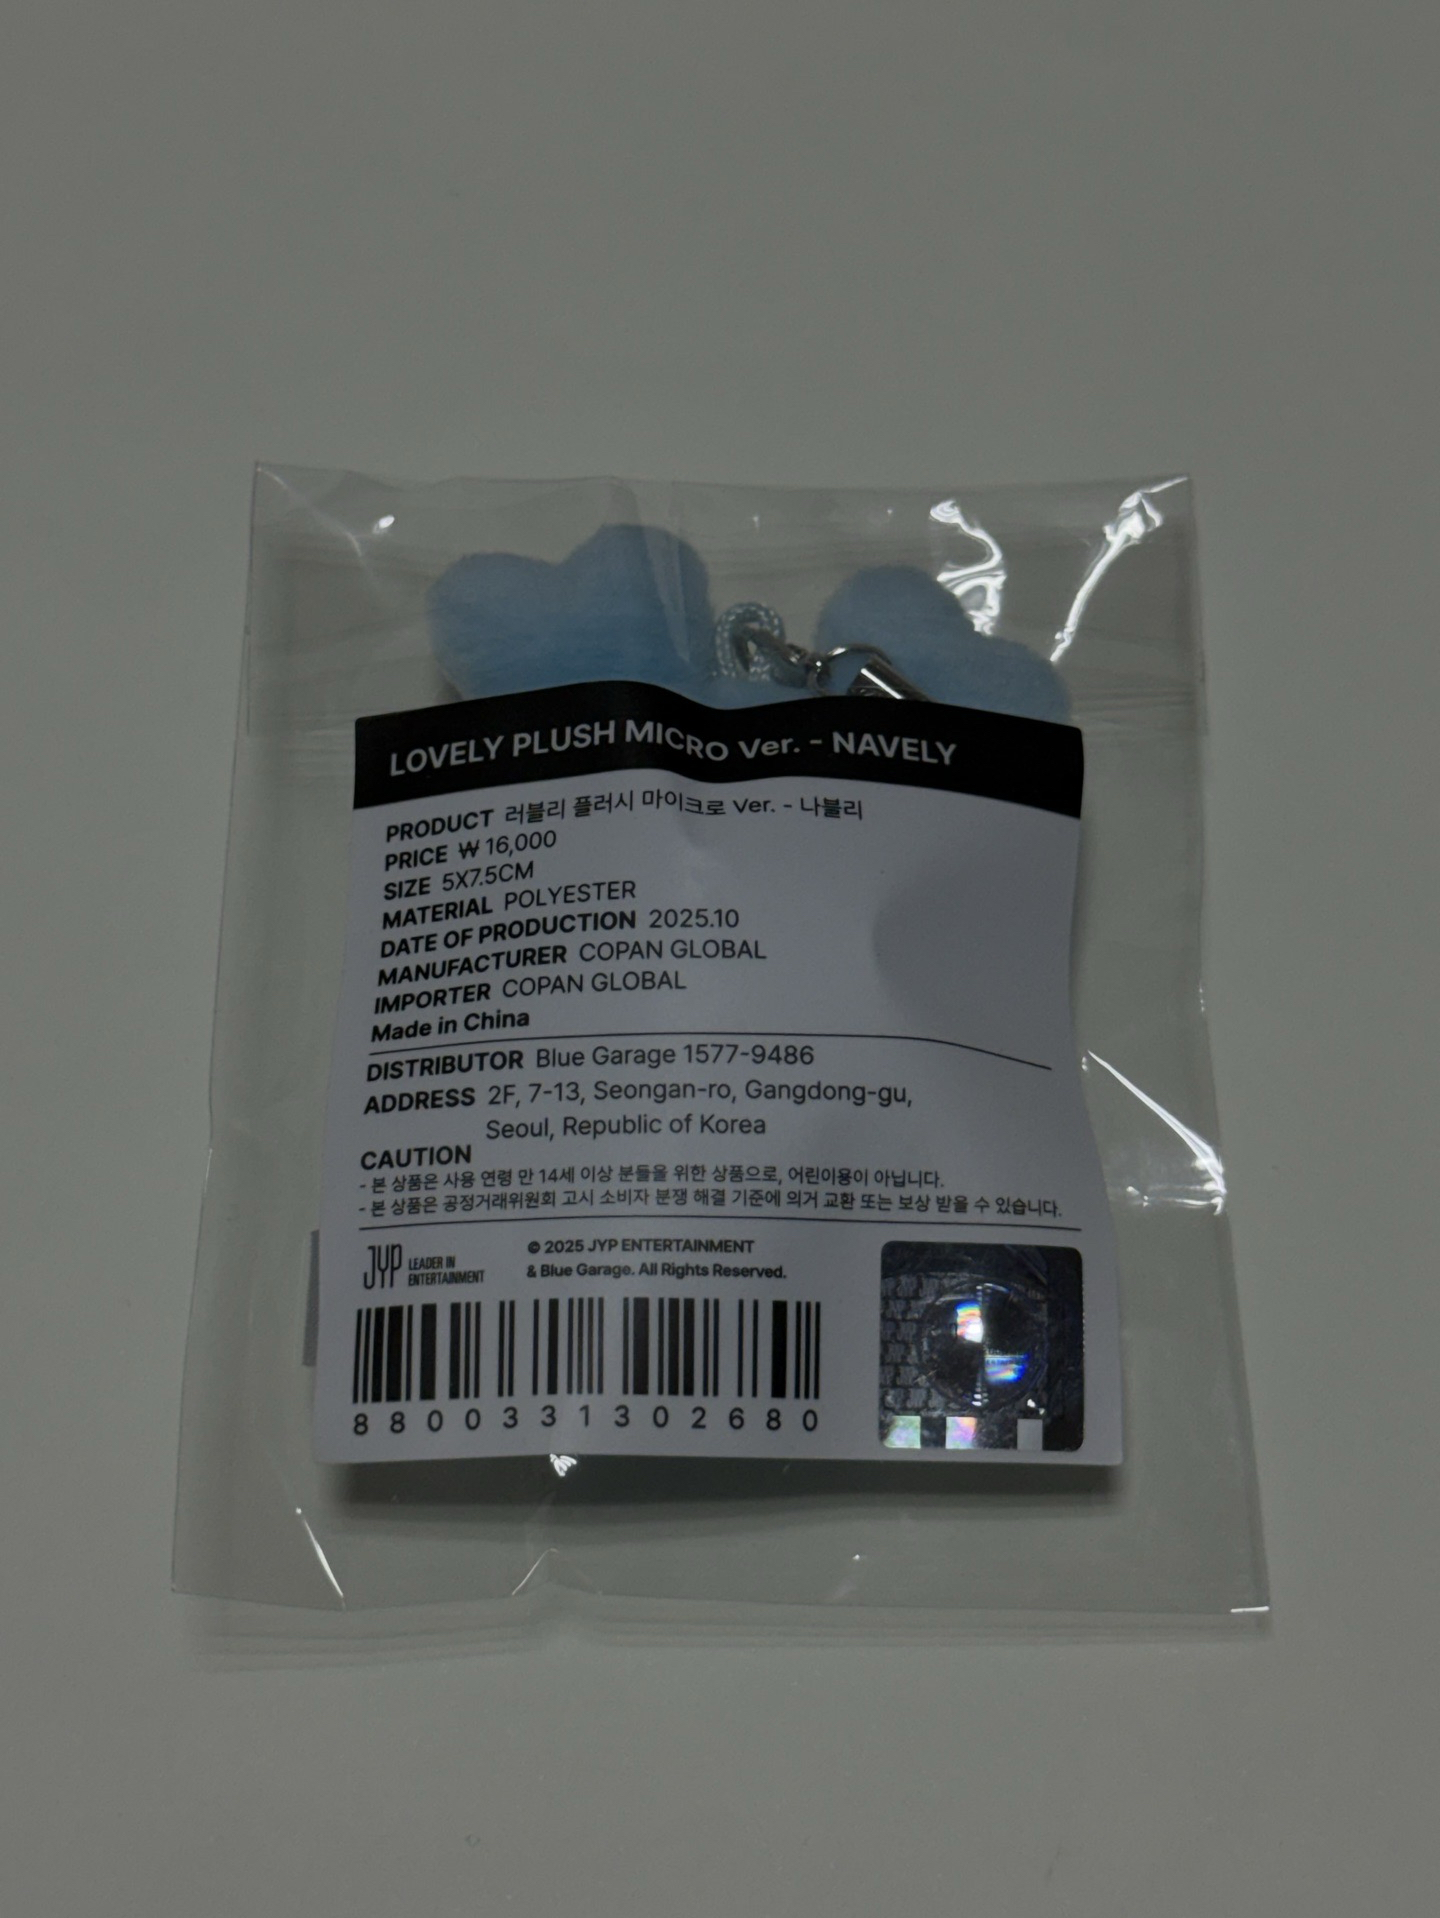 LOVELY PLUSH MICRO Ver. - NAVELY
PRODUCT 러블리 플러시 마이크로 Ver. - 나블리
PRICE ₩ 16,000
SIZE 5X7.5CM
MATERIAL POLYESTER
DATE OF PRODUCTION 2025.10
MANUFACTURER COPAN GLOBAL
IMPORTER COPAN GLOBAL
Made in China
DISTRIBUTOR Blue Garage 1577-9486
ADDRESS 2F, 7-13, Seongan-ro, Gangdong-gu,
Seoul, Republic of Korea
CAUTION
- 본 상품은 사용 연령 만 14세 이상 분들을 위한 상품으로, 어린이용이 아닙니다.
- 본 상품은 공정거래위원회 고시 소비자 분쟁 해결 기준에 의거 교환 또는 보상 받을 수 있습니다.
JYP LEADER IN
ENTERTAINMENT
© 2025 JYP ENTERTAINMENT
& Blue Garage. All Rights Reserved.
8800331302680